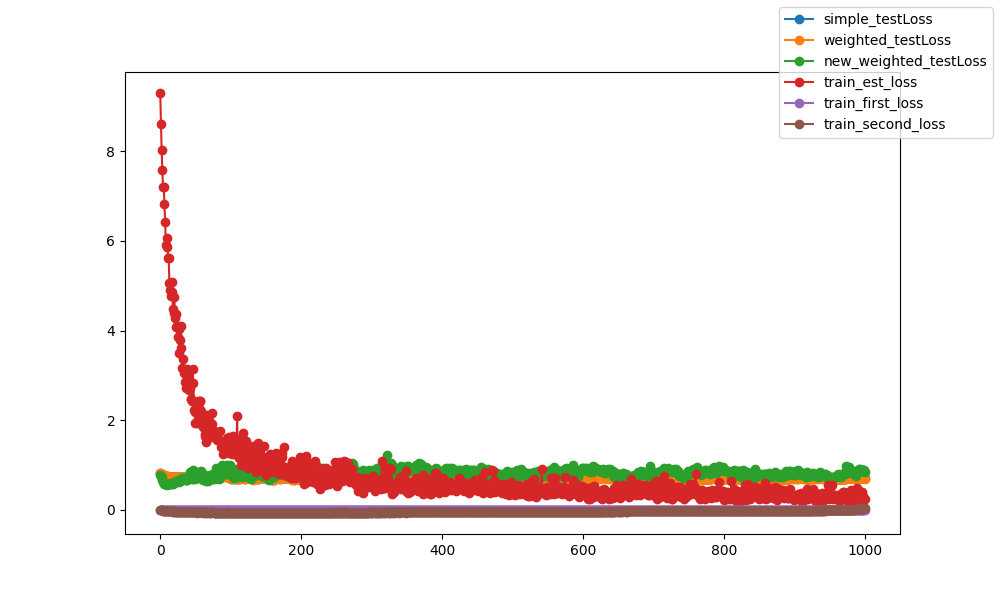 simple_testLoss
weighted_testLoss
new_weighted_testLoss
train_est_loss
train_first_loss
train_second_loss
8
6
4
2
0
0 200 400 600 800 1000